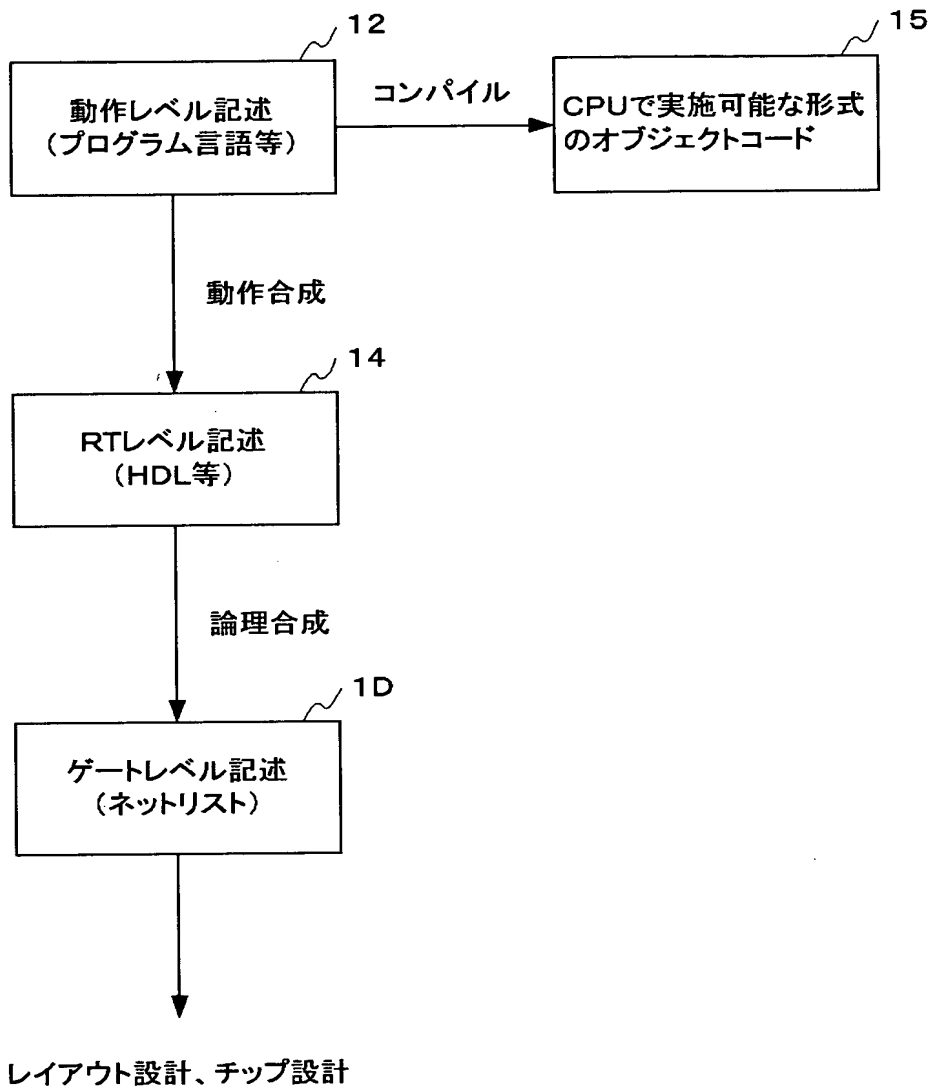 12
動作レベル記述
(プログラム言語等)
コンパイル
15
CPUで実施可能な形式
のオブジェクトコード
動作合成
14
RTレベル記述
(HDL等)
論理合成
1D
ゲートレベル記述
(ネットリスト)
レイアウト設計、チップ設計